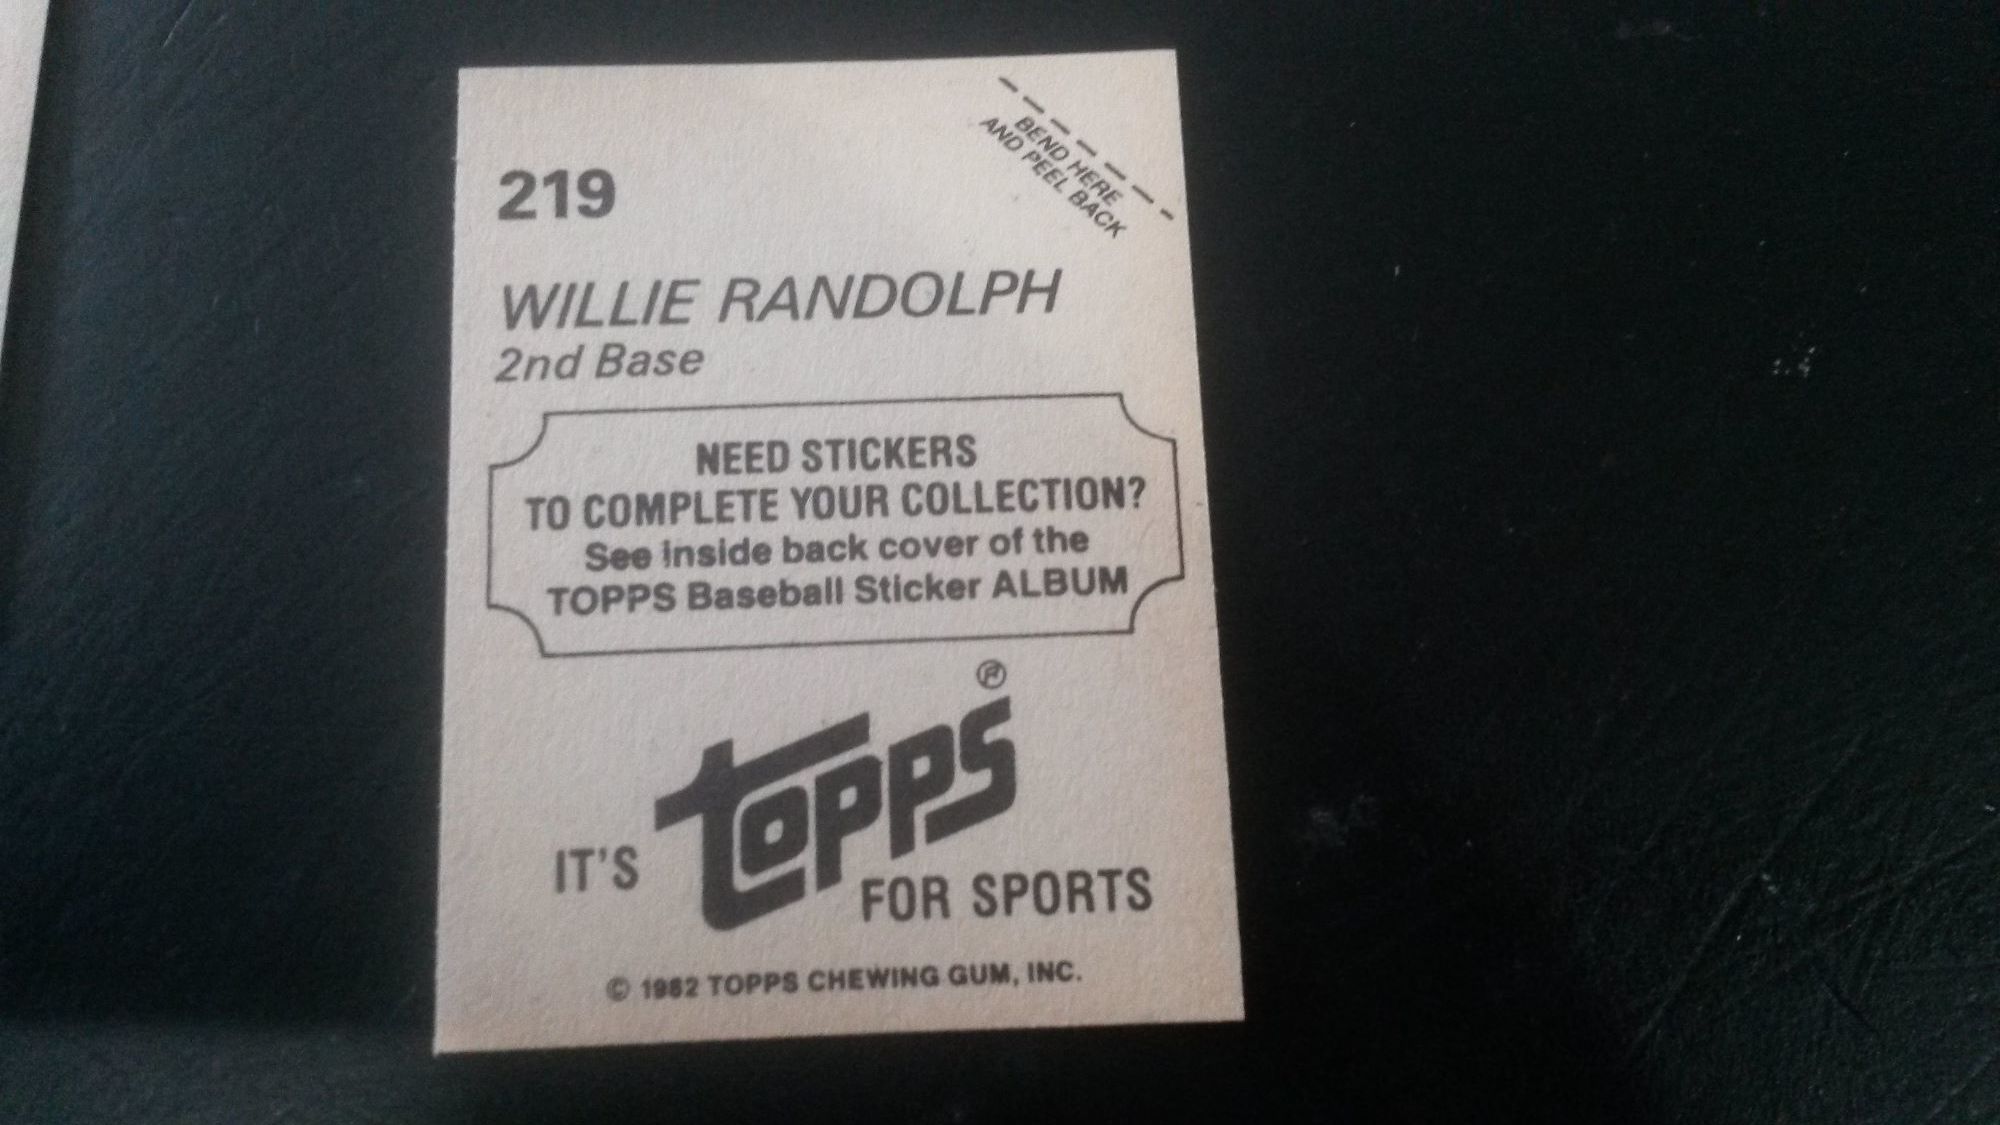 BEND HERE
AND PEEL BACK
219
WILLIE RANDOLPH
2nd Base
NEED STICKERS
TO COMPLETE YOUR COLLECTION?
See inside back cover of the
TOPPS Baseball Sticker ALBUM
®
IT'S topps FOR SPORTS
© 1982 TOPPS CHEWING GUM, INC.